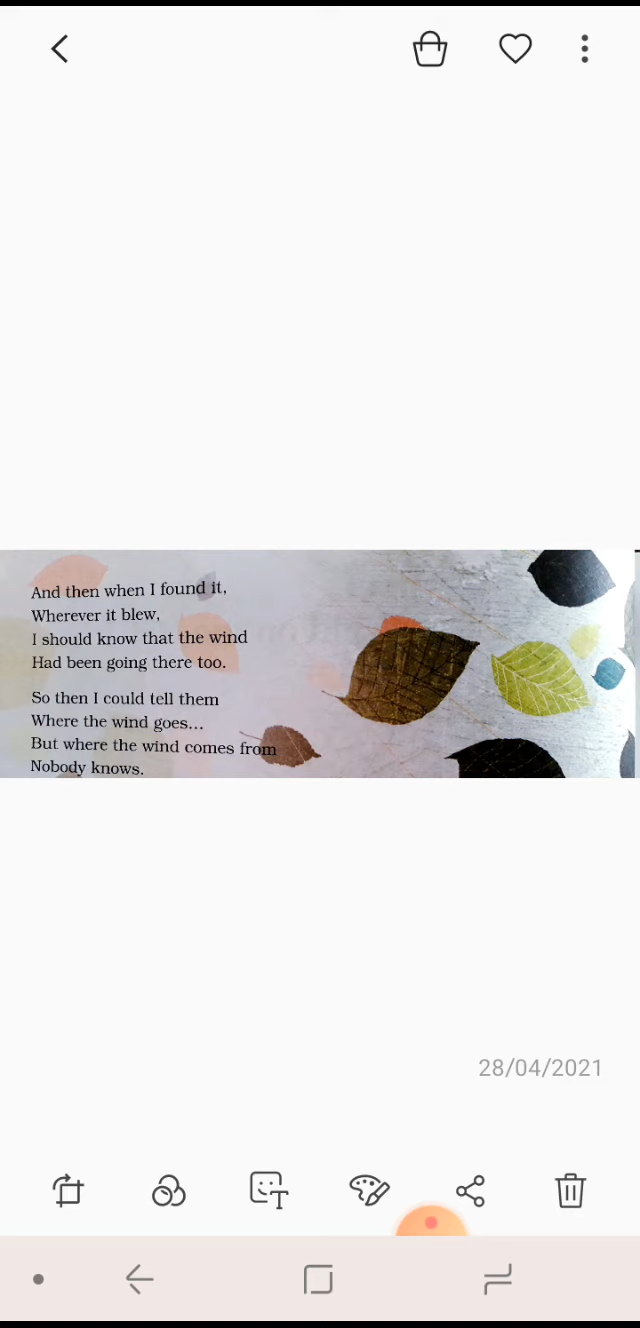 And then when I found it,
Wherever it blew,
I should know that the wind
Had been going there too.
So then I could tell them
Where the wind goes...
But where the wind comes from
Nobody knows.
28/04/2021
T